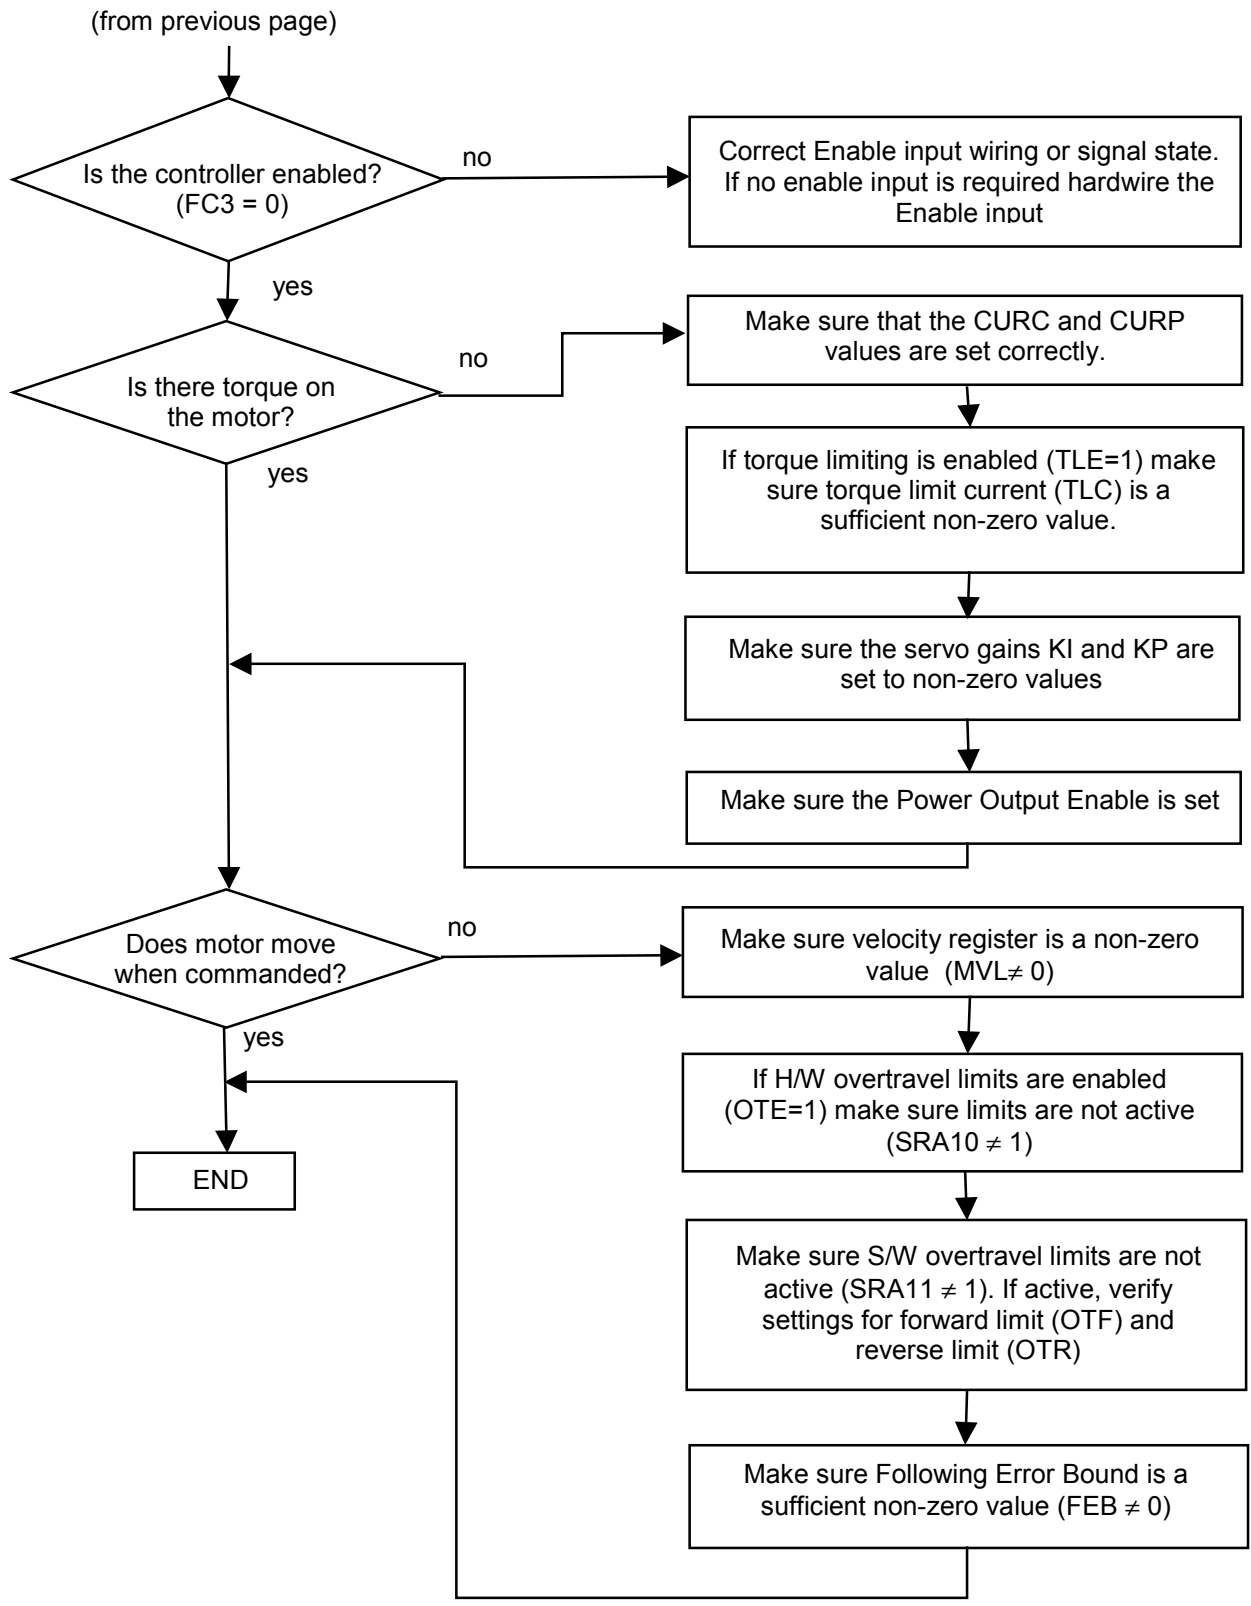 (from previous page)
Is the controller enabled?
(FC3 = 0)
no
Correct Enable input wiring or signal state.
If no enable input is required hardwire the
Enable input
yes
Is there torque on
the motor?
no
Make sure that the CURC and CURP
values are set correctly.
yes
If torque limiting is enabled (TLE=1) make
sure torque limit current (TLC) is a
sufficient non-zero value.
Make sure the servo gains KI and KP are
set to non-zero values
Make sure the Power Output Enable is set
Does motor move
when commanded?
no
Make sure velocity register is a non-zero
value (MVL≠ 0)
yes
If H/W overtravel limits are enabled
(OTE=1) make sure limits are not active
(SRA10 ≠ 1)
END
Make sure S/W overtravel limits are not
active (SRA11 ≠ 1). If active, verify
settings for forward limit (OTF) and
reverse limit (OTR)
Make sure Following Error Bound is a
sufficient non-zero value (FEB ≠ 0)